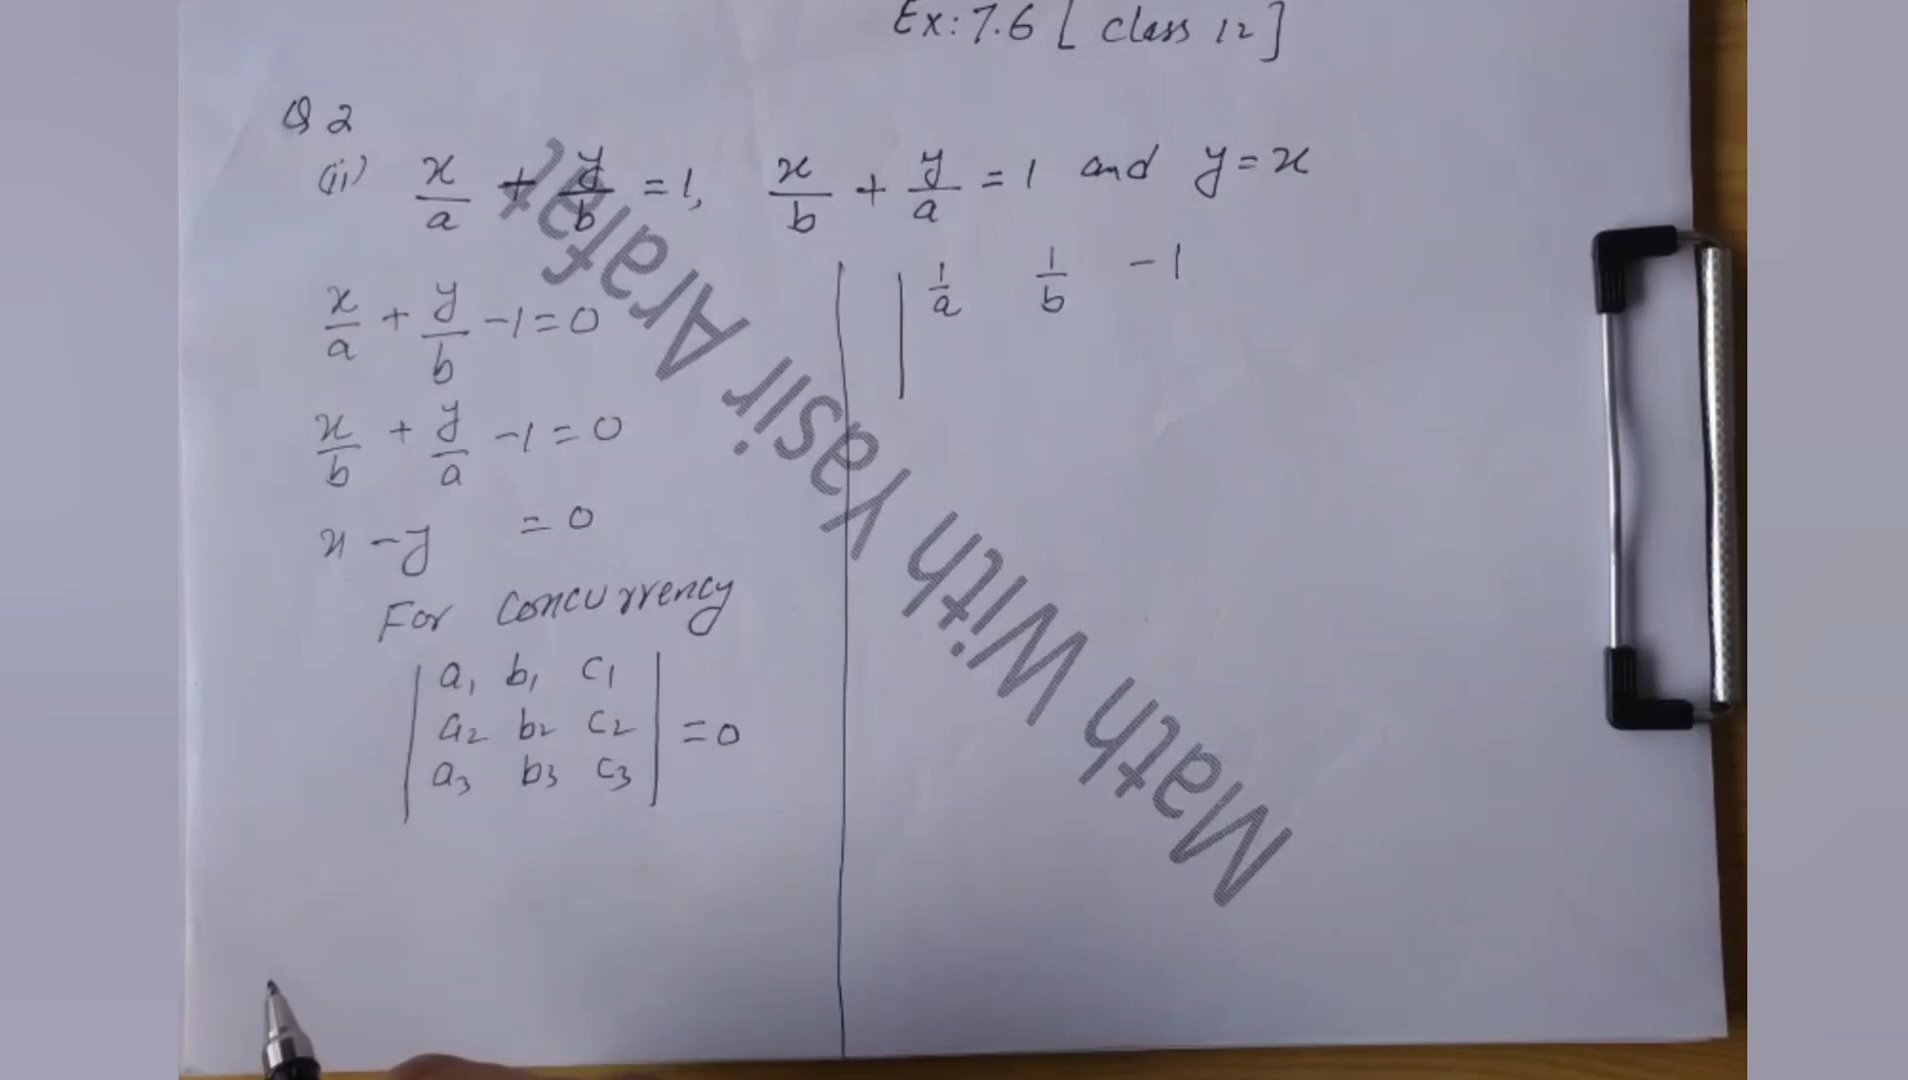 Ex: 7.6 [ class 12 ]
Q 2
(ii) x/a + y/b = 1, x/b + y/a = 1 and y = x
x/a + y/b - 1 = 0
x/b + y/a - 1 = 0
x - y = 0
For concurrency
| a₁ b₁ c₁ |
| a₂ b₂ c₂ | = 0
| a₃ b₃ c₃ |
| 1/a 1/b -1
Math With Yasir Arafat